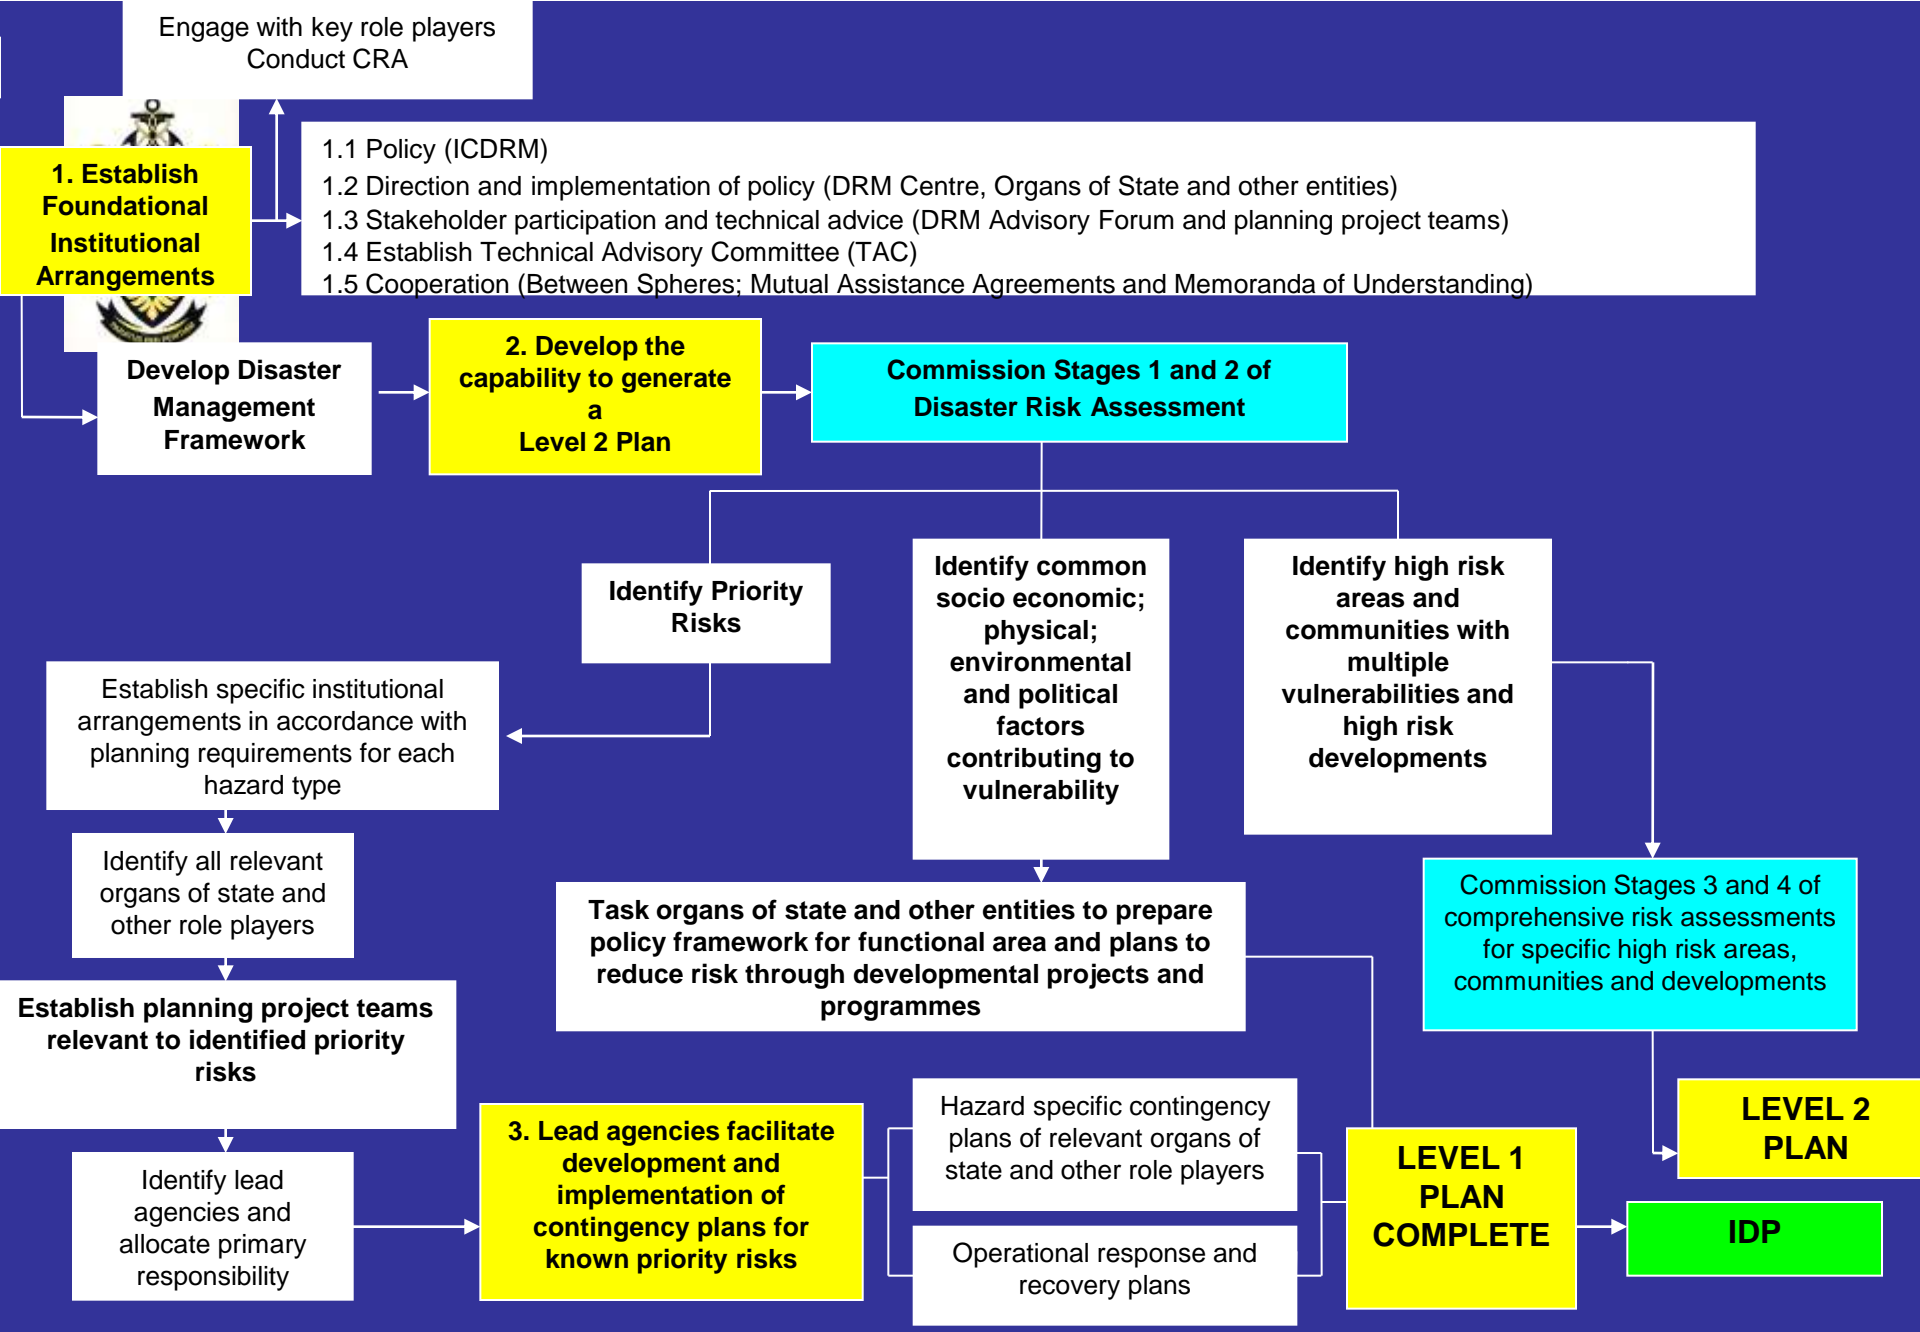 Engage with key role players
Conduct CRA
1. Establish
Foundational
Institutional
Arrangements
1.1 Policy (ICDRM)
1.2 Direction and implementation of policy (DRM Centre, Organs of State and other entities)
1.3 Stakeholder participation and technical advice (DRM Advisory Forum and planning project teams)
1.4 Establish Technical Advisory Committee (TAC)
1.5 Cooperation (Between Spheres; Mutual Assistance Agreements and Memoranda of Understanding)
Develop Disaster
Management
Framework
2. Develop the
capability to generate
a
Level 2 Plan
Commission Stages 1 and 2 of
Disaster Risk Assessment
Identify Priority
Risks
Identify common
socio economic;
physical;
environmental
and political
factors
contributing to
vulnerability
Identify high risk
areas and
communities with
multiple
vulnerabilities and
high risk
developments
Establish specific institutional
arrangements in accordance with
planning requirements for each
hazard type
Identify all relevant
organs of state and
other role players
Establish planning project teams
relevant to identified priority
risks
Identify lead
agencies and
allocate primary
responsibility
Task organs of state and other entities to prepare
policy framework for functional area and plans to
reduce risk through developmental projects and
programmes
Commission Stages 3 and 4 of
comprehensive risk assessments
for specific high risk areas,
communities and developments
3. Lead agencies facilitate
development and
implementation of
contingency plans for
known priority risks
Hazard specific contingency
plans of relevant organs of
state and other role players
Operational response and
recovery plans
LEVEL 1
PLAN
COMPLETE
LEVEL 2
PLAN
IDP